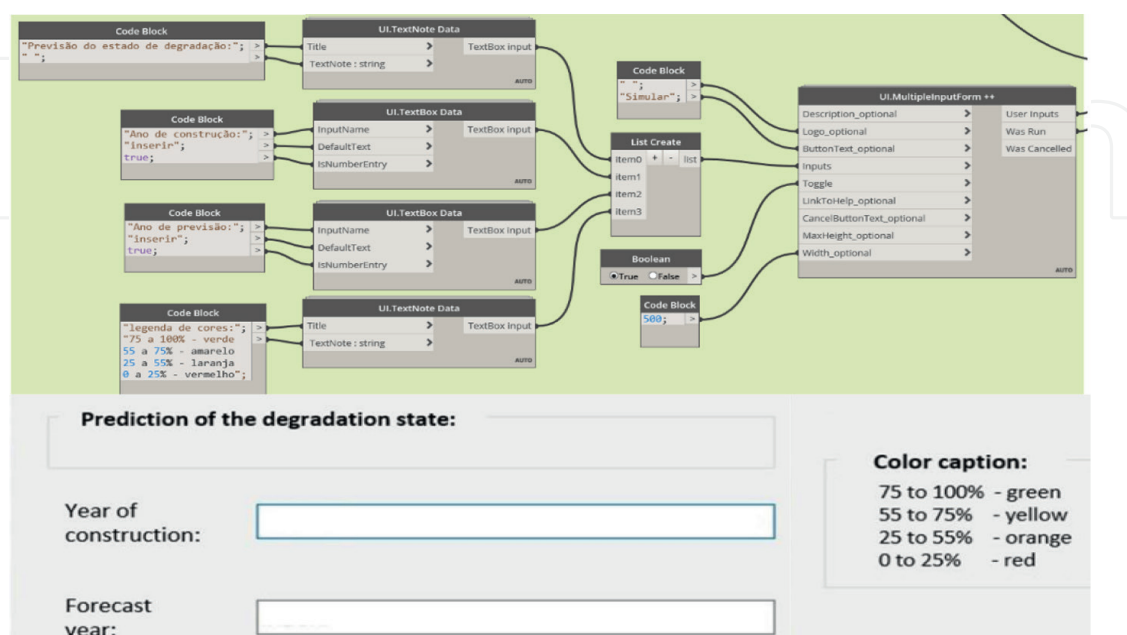 Code Block
"Previsão do estado de degradação:"; >
" "; >
UI.TextNote Data
Title >
TextNote : string >
TextBox input
AUTO
Code Block
"Ano de construção:"; >
"inserir"; >
true; >
UI.TextBox Data
InputName >
DefaultText >
IsNumberEntry >
TextBox input
AUTO
Code Block
"Ano de previsão:"; >
"inserir"; >
true; >
UI.TextBox Data
InputName >
DefaultText >
IsNumberEntry >
TextBox input
AUTO
Code Block
"legenda de cores:"; >
"75 a 100% - verde >
55 a 75% - amarelo
25 a 55% - laranja
0 a 25% - vermelho";
UI.TextNote Data
Title >
TextNote : string >
TextBox input
AUTO
Code Block
" "; >
"Simular"; >
List Create
item0 + - list
item1
item2
item3
Boolean
True False >
Code Block
500; >
UI.MultipleInputForm ++
Description_optional > User Inputs
Logo_optional > Was Run
ButtonText_optional > Was Cancelled
Inputs >
Toggle >
LinkToHelp_optional >
CancelButtonText_optional >
MaxHeight_optional >
Width_optional >
AUTO
Prediction of the degradation state:
Year of
construction:
Forecast
year:
Color caption:
75 to 100% - green
55 to 75% - yellow
25 to 55% - orange
0 to 25% - red